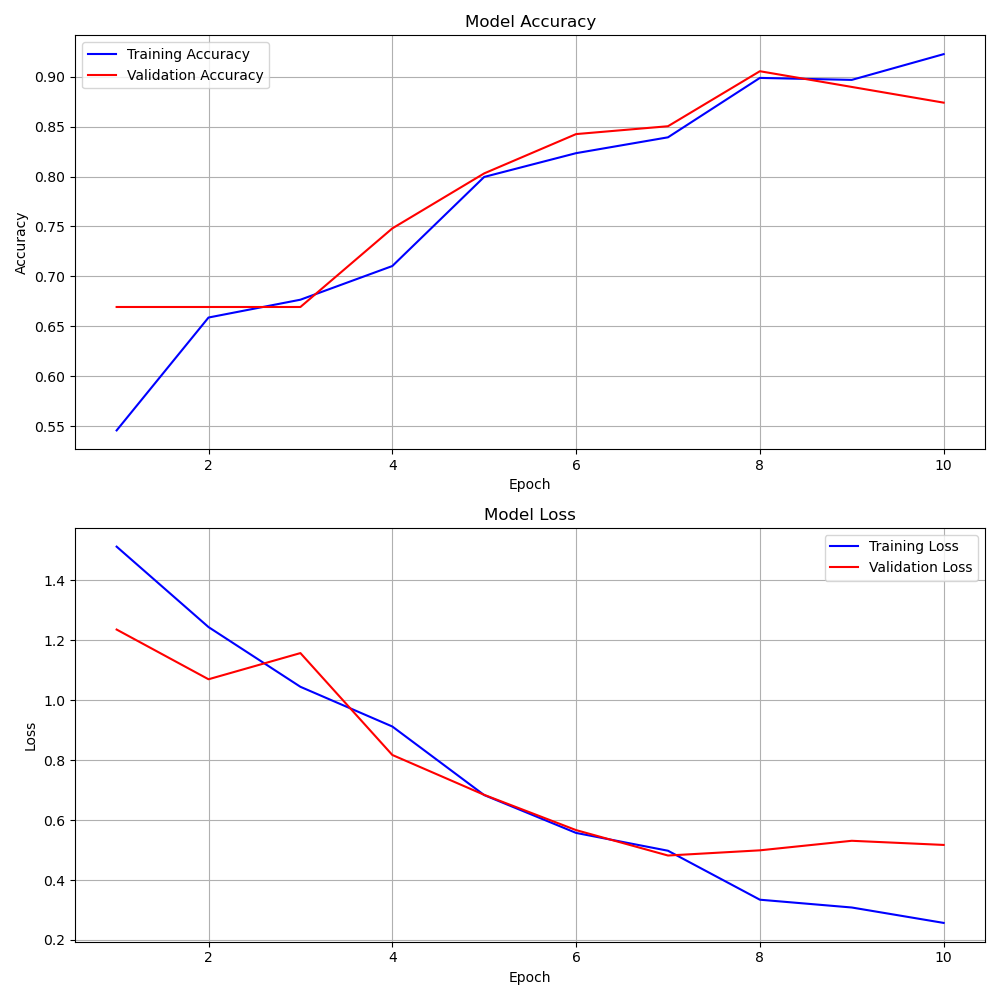 Model Accuracy
Training Accuracy
Validation Accuracy
Accuracy
0.90
0.85
0.80
0.75
0.70
0.65
0.60
0.55
2 4 6 8 10
Epoch
Model Loss
Training Loss
Validation Loss
Loss
1.4
1.2
1.0
0.8
0.6
0.4
0.2
2 4 6 8 10
Epoch